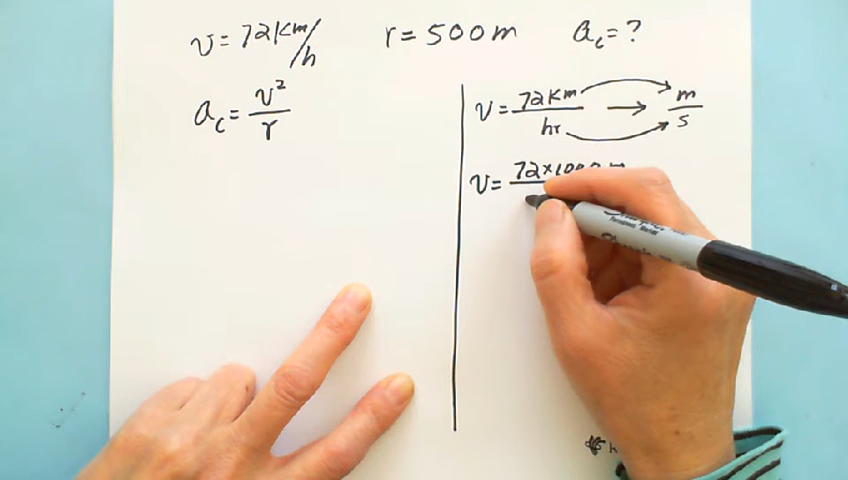 v = 72 Km/h r = 500 m ac = ?
ac = v²/r
v = 72 Km/hr → m/s
v = 72 × 1000 m